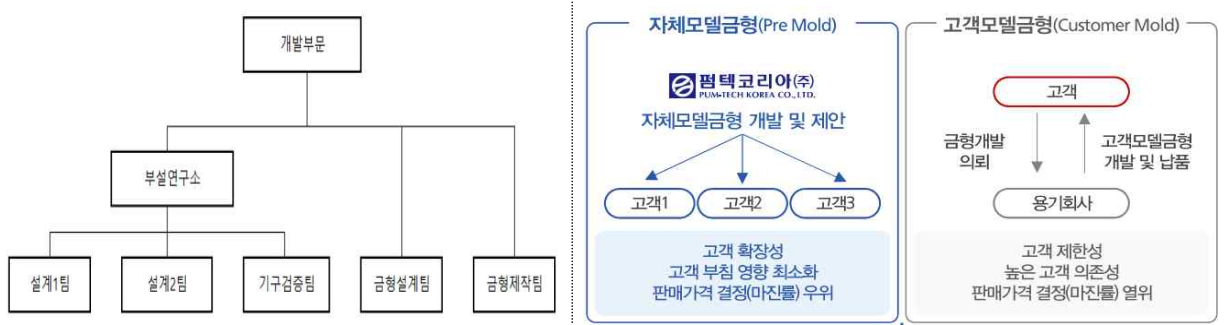 개발부문
부설연구소
설계1팀
설계2팀
기구검증팀
금형설계팀
금형제작팀
자체모델금형(Pre Mold)
펌텍코리아(주)
PUM-TECH KOREA CO., LTD.
자체모델금형 개발 및 제안
고객1
고객2
고객3
고객 확장성
고객 부침 영향 최소화
판매가격 결정(마진률) 우위
고객모델금형(Customer Mold)
고객
금형개발
의뢰
고객모델금형
개발 및 납품
용기회사
고객 제한성
높은 고객 의존성
판매가격 결정(마진률) 열위